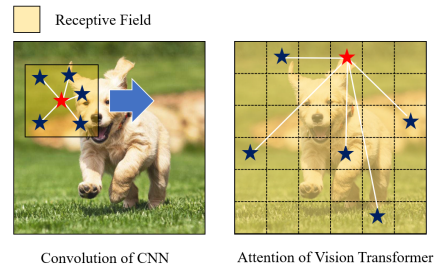 Receptive Field
Convolution of CNN
Attention of Vision Transformer